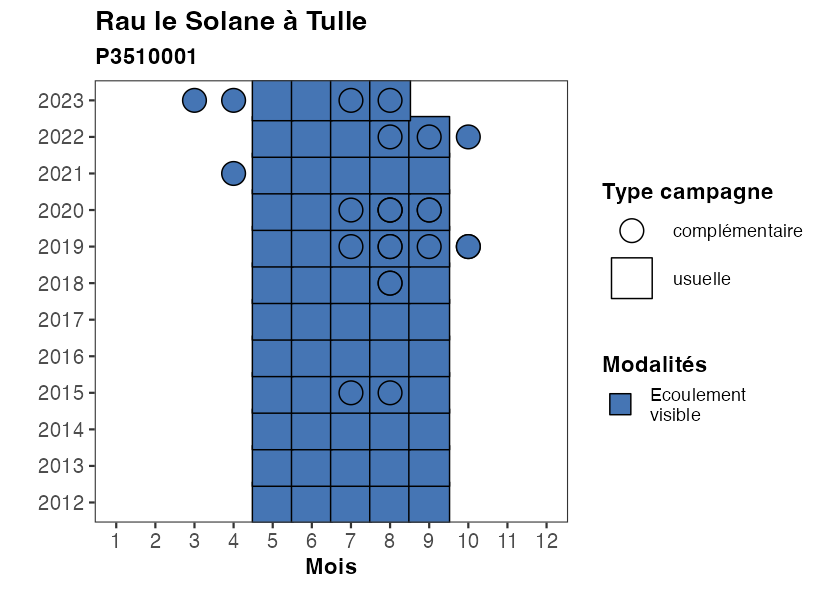 Rau le Solane à Tulle
P3510001
2023
2022
2021
2020
2019
2018
2017
2016
2015
2014
2013
2012
1 2 3 4 5 6 7 8 9 10 11 12
Mois
Type campagne
complémentaire
usuelle
Modalités
Ecoulement
visible